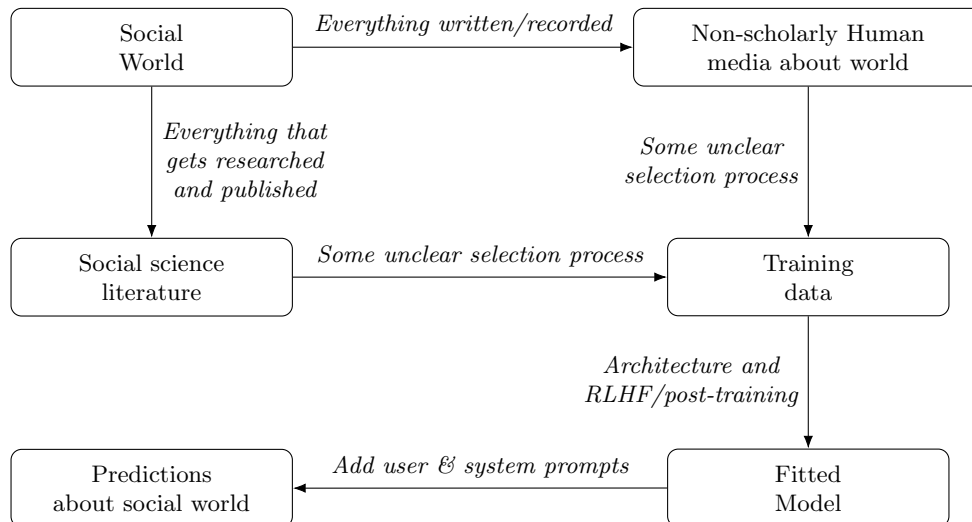 Social
World
Everything written/recorded
Non-scholarly Human
media about world
Everything that
gets researched
and published
Some unclear
selection process
Social science
literature
Some unclear selection process
Training
data
Architecture and
RLHF/post-training
Predictions
about social world
Add user & system prompts
Fitted
Model